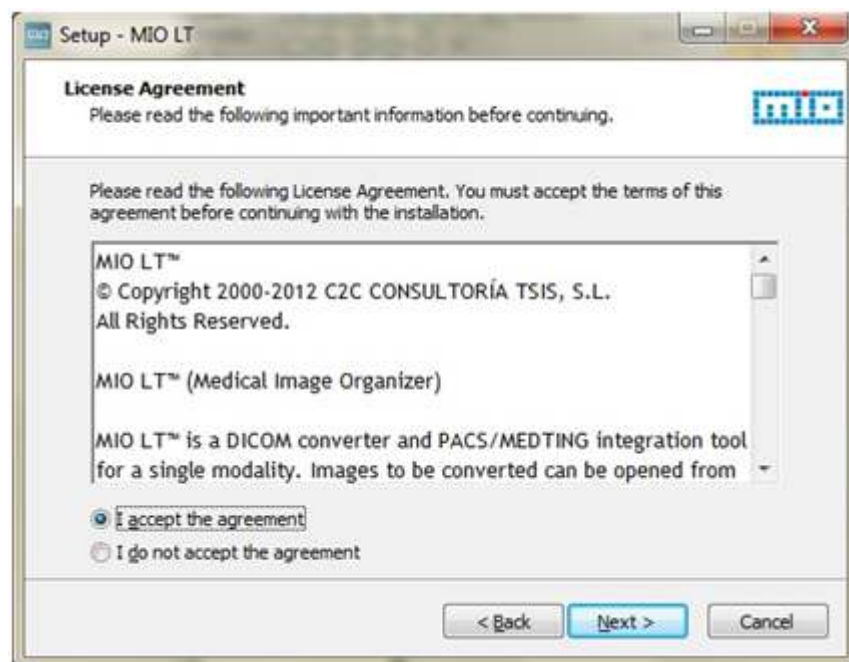 Setup - MIO LT
License Agreement
Please read the following important information before continuing.
mio
Please read the following License Agreement. You must accept the terms of this
agreement before continuing with the installation.
MIO LT™
© Copyright 2000-2012 C2C CONSULTORÍA TSIS, S.L.
All Rights Reserved.
MIO LT™ (Medical Image Organizer)
MIO LT™ is a DICOM converter and PACS/MEDTING integration tool
for a single modality. Images to be converted can be opened from
I accept the agreement
I do not accept the agreement
< Back Next > Cancel